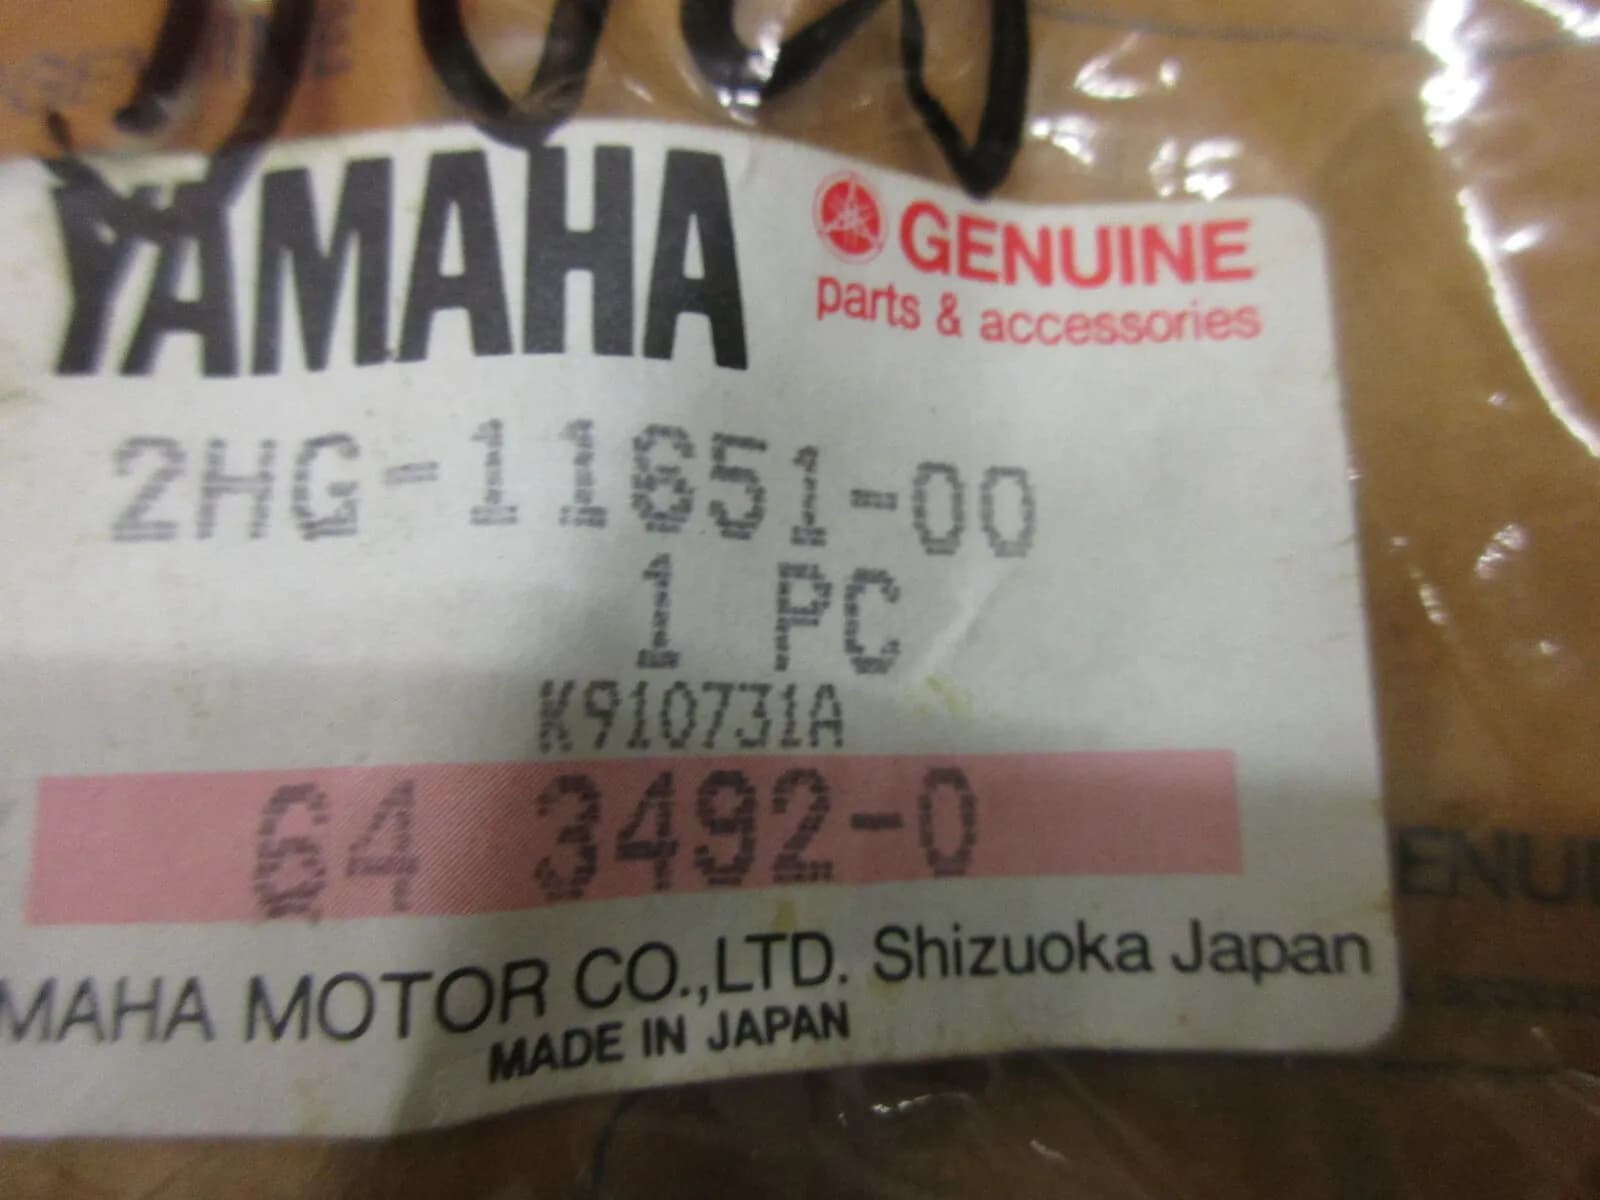 YAMAHA
GENUINE
parts & accessories
2HG-11651-00
1 PC
K910731A
64 3492-0
MAHA MOTOR CO.,LTD. Shizuoka Japan
MADE IN JAPAN
ENUI